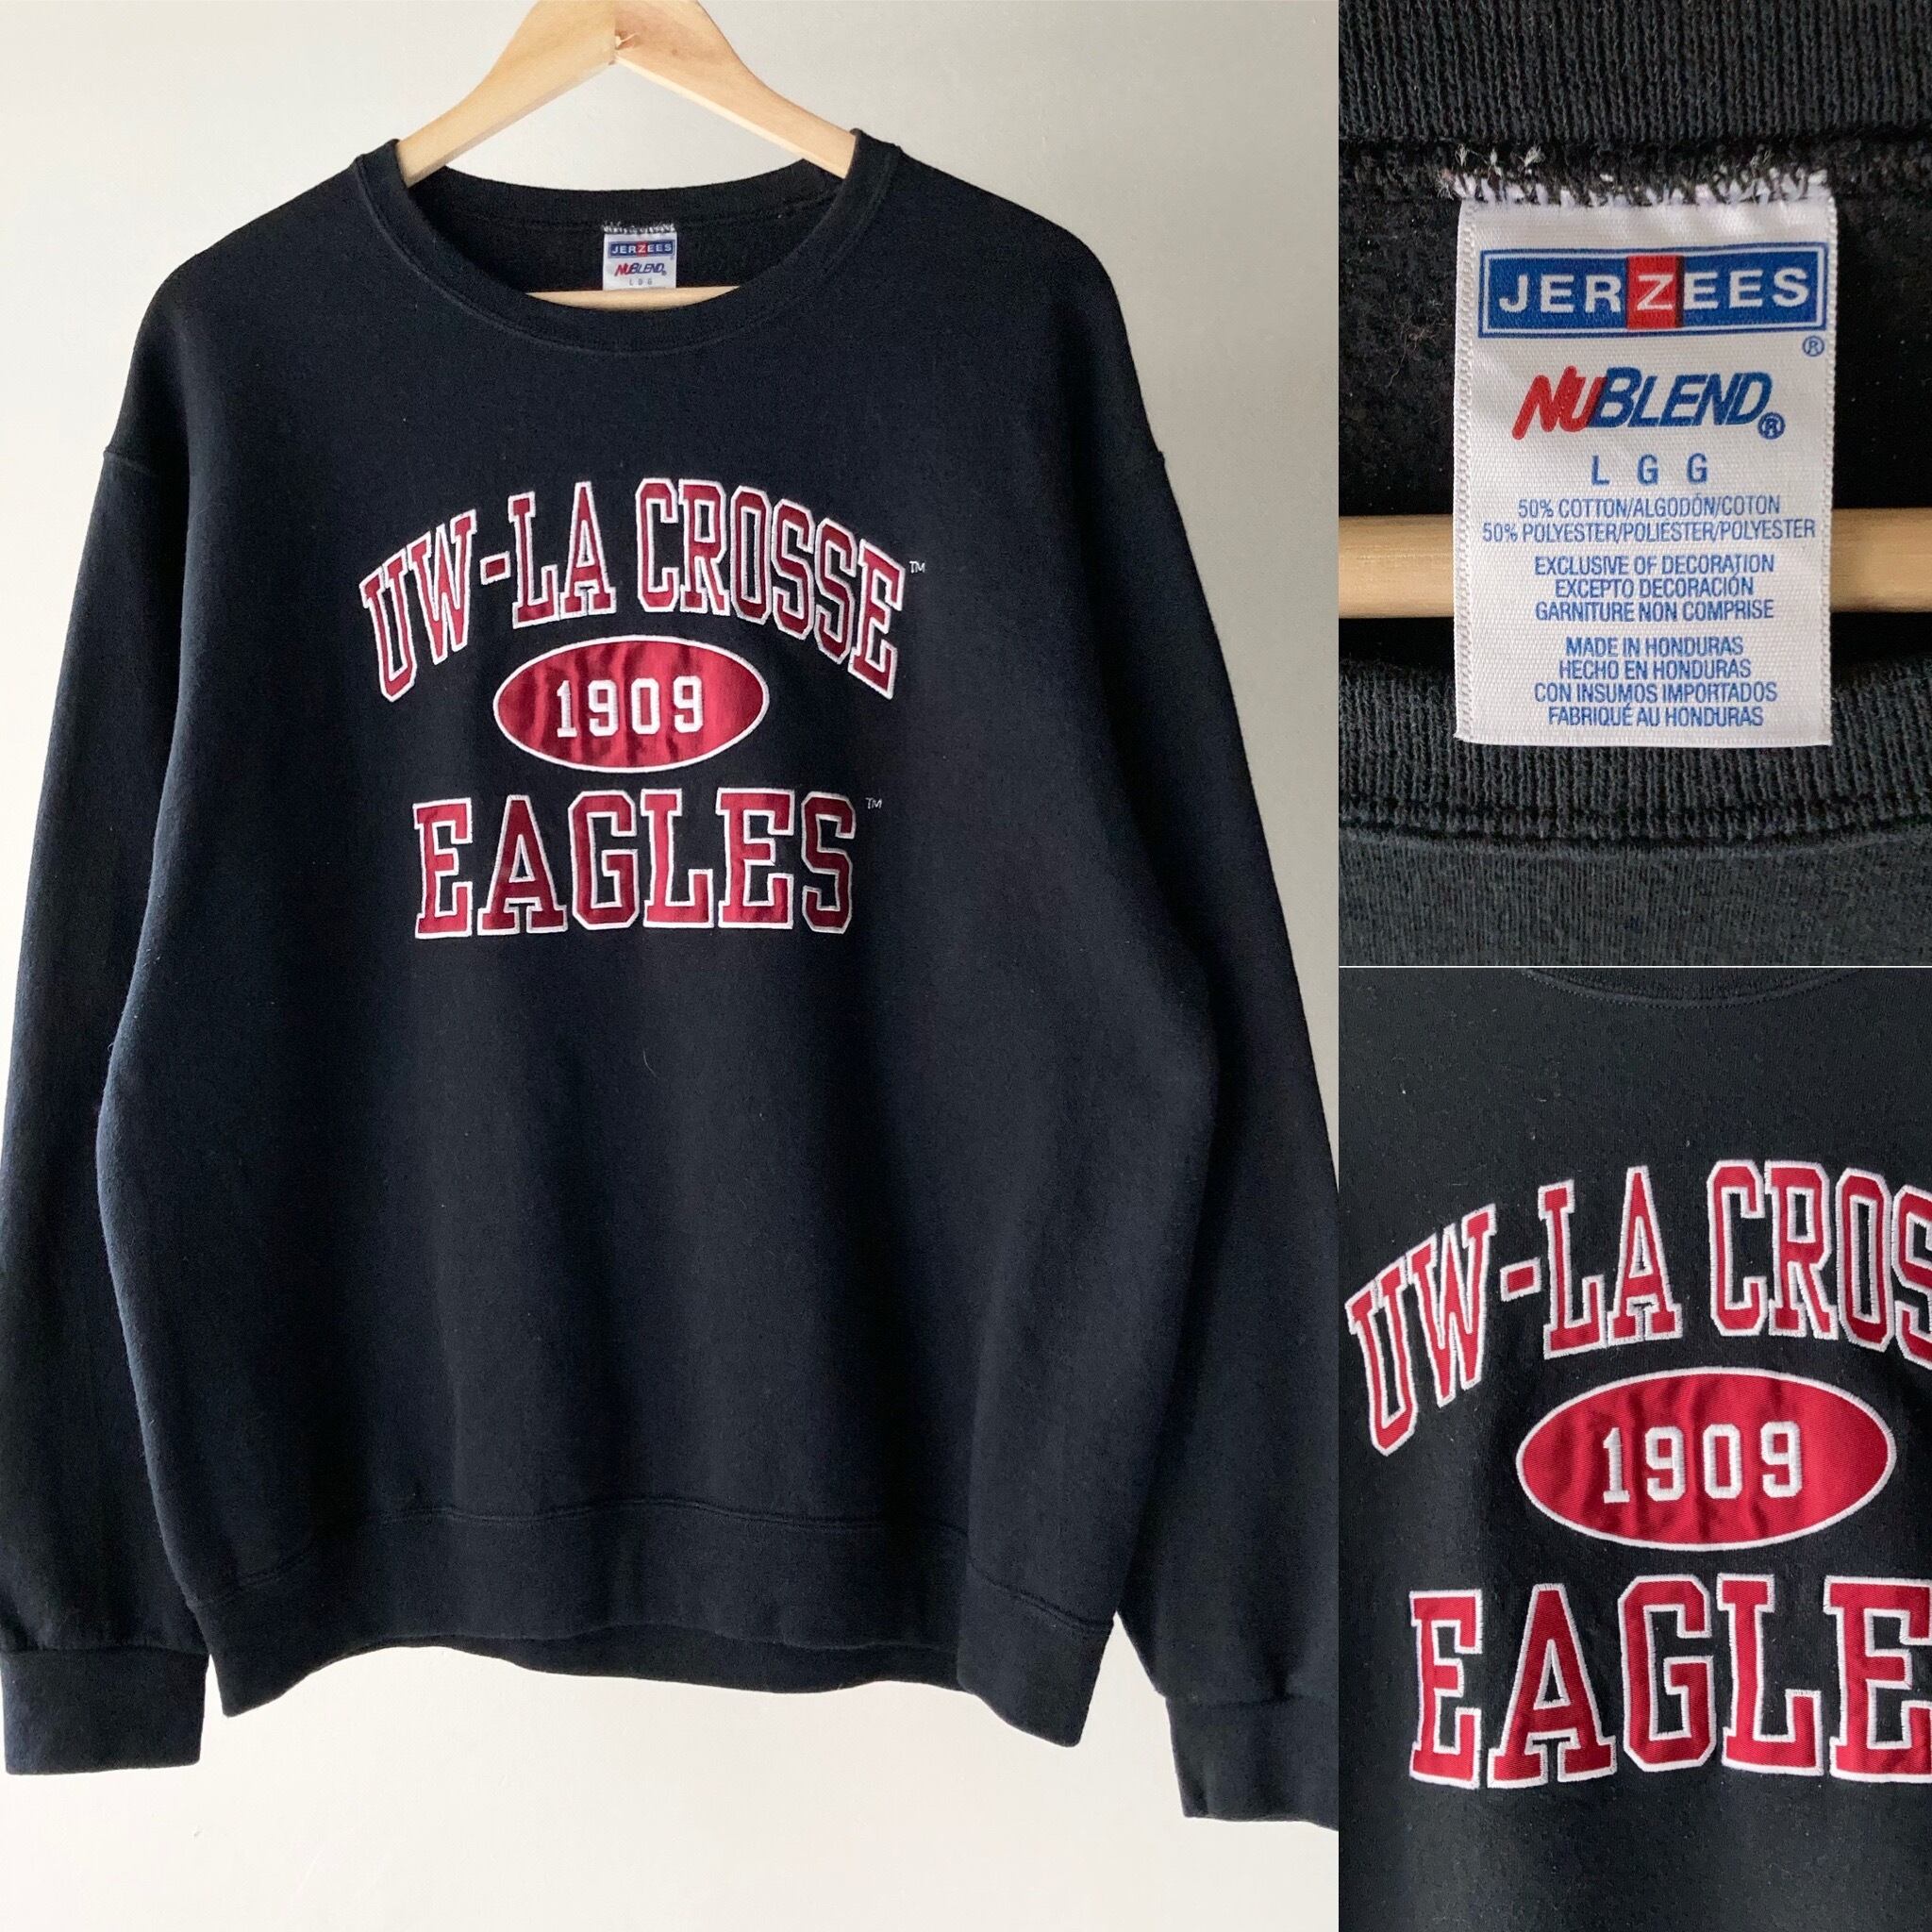 JERZEES
NUBLEND®
L G G
UW-LA CROSSE™
1909
EAGLES™
JERZEES®
NUBLEND®
L G G
50% COTTON/ALGODÓN/COTON
50% POLYESTER/POLIÉSTER/POLYESTER
EXCLUSIVE OF DECORATION
EXCEPTO DECORACIÓN
GARNITURE NON COMPRISE
MADE IN HONDURAS
HECHO EN HONDURAS
CON INSUMOS IMPORTADOS
FABRIQUÉ AU HONDURAS
UW-LA CROS
1909
EAGLE